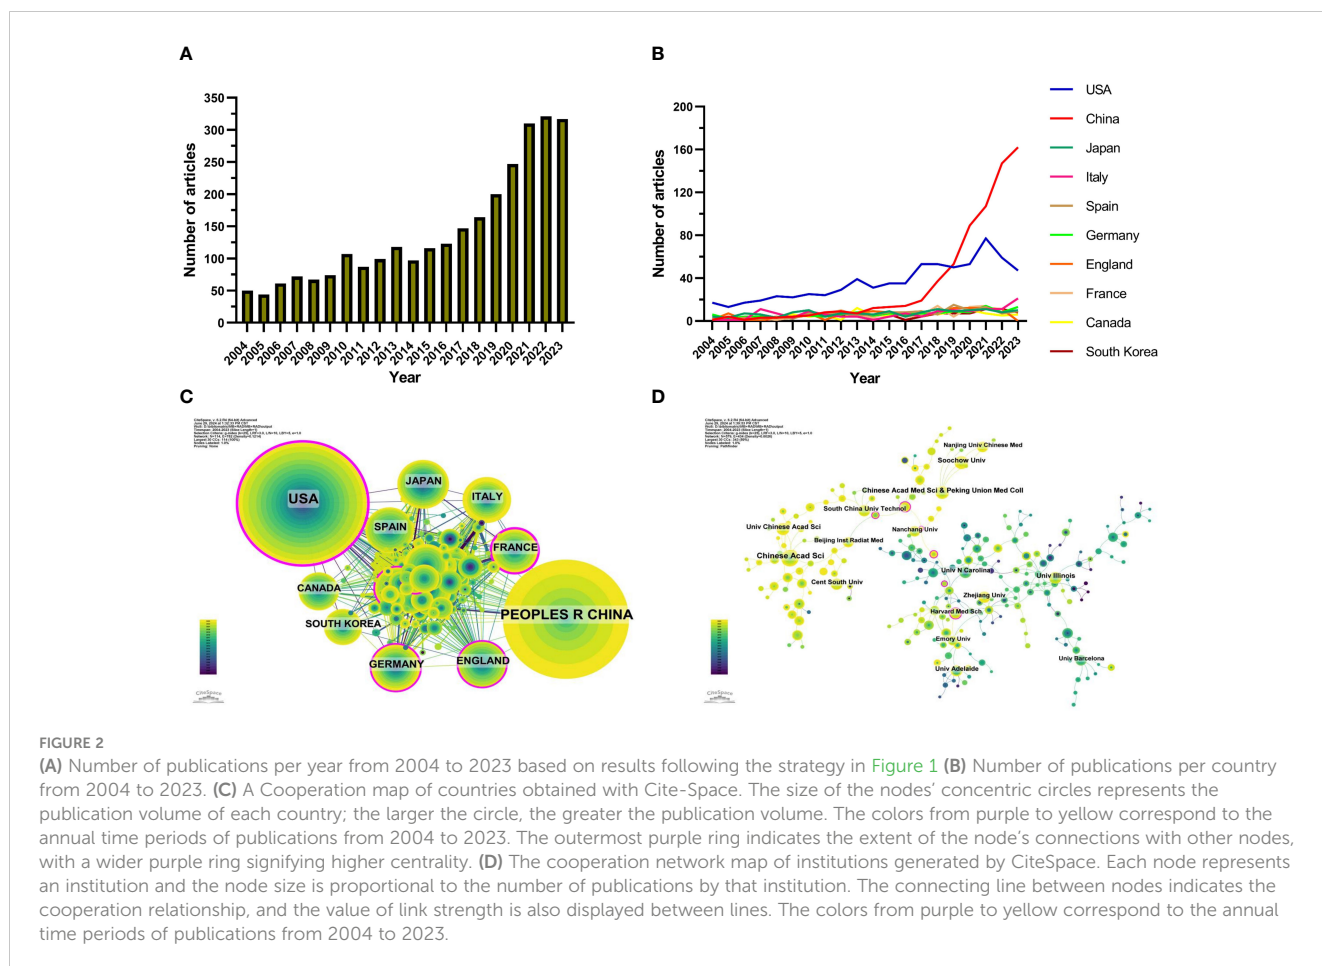 A
B
350
300
250
200
150
100
50
0
Number of articles
2004
2005
2006
2007
2008
2009
2010
2011
2012
2013
2014
2015
2016
2017
2018
2019
2020
2021
2022
2023
Year
200
160
120
80
40
0
Number of articles
2004
2005
2006
2007
2008
2009
2010
2011
2012
2013
2014
2015
2016
2017
2018
2019
2020
2021
2022
2023
Year
USA
China
Japan
Italy
Spain
Germany
England
France
Canada
South Korea
C
D
USA
JAPAN
ITALY
SPAIN
FRANCE
CANADA
PEOPLES R CHINA
SOUTH KOREA
GERMANY
ENGLAND
CiteSpace
Nanjing Univ Chinese Med
Soochow Univ
Chinese Acad Med Sci & Peking Union Med Coll
South China Univ Technol
Univ Chinese Acad Sci
Nanchang Univ
Beijing Inst Radiat Med
Chinese Acad Sci
Univ N Carolina
Univ Illinois
Cent South Univ
Zhejiang Univ
Harvard Med Sch
Emory Univ
Univ Barcelona
Univ Adelaide
CiteSpace
FIGURE 2
(A) Number of publications per year from 2004 to 2023 based on results following the strategy in Figure 1 (B) Number of publications per country
from 2004 to 2023. (C) A Cooperation map of countries obtained with Cite-Space. The size of the nodes' concentric circles represents the
publication volume of each country; the larger the circle, the greater the publication volume. The colors from purple to yellow correspond to the
annual time periods of publications from 2004 to 2023. The outermost purple ring indicates the extent of the node's connections with other nodes,
with a wider purple ring signifying higher centrality. (D) The cooperation network map of institutions generated by CiteSpace. Each node represents
an institution and the node size is proportional to the number of publications by that institution. The connecting line between nodes indicates the
cooperation relationship, and the value of link strength is also displayed between lines. The colors from purple to yellow correspond to the annual
time periods of publications from 2004 to 2023.